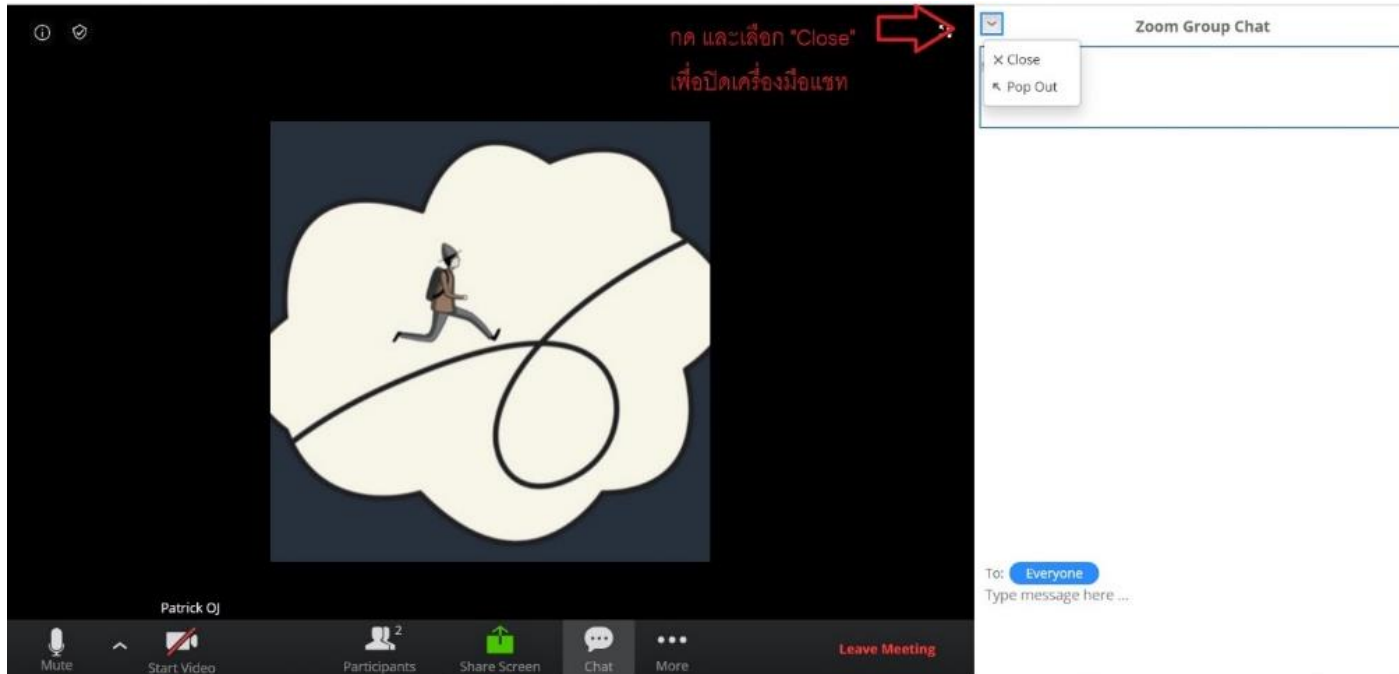 กด และเลือก "Close"
เพื่อปิดเครื่องมือแชท
Zoom Group Chat
Close
Pop Out
To: Everyone
Type message here ...
Patrick OJ
Mute
Start Video
Participants
2
Share Screen
Chat
More
Leave Meeting